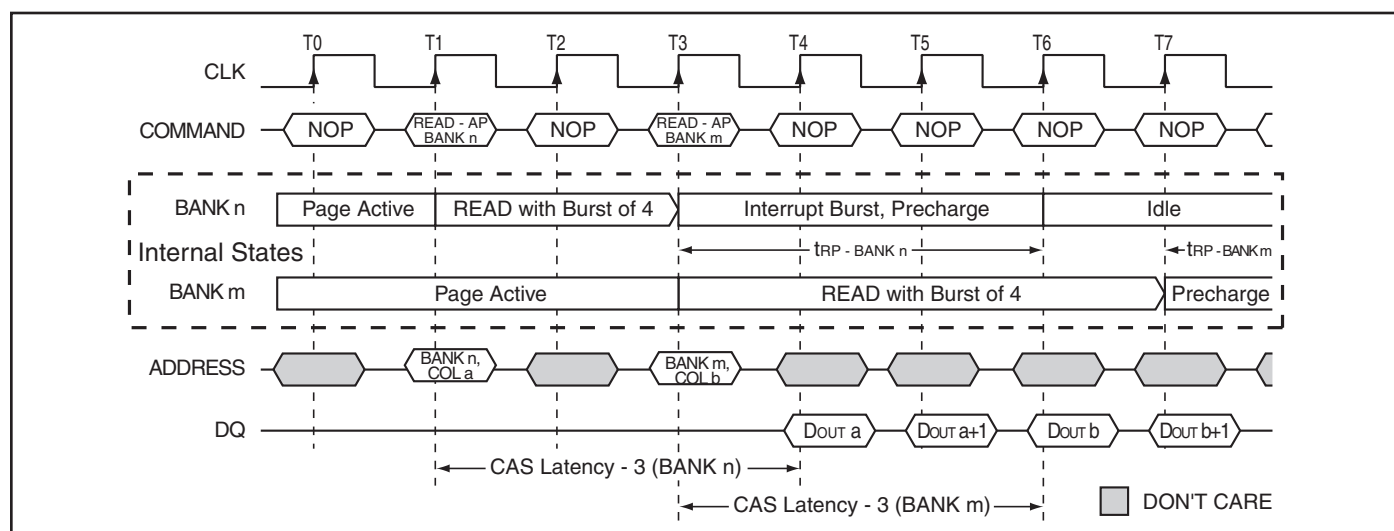 T0 T1 T2 T3 T4 T5 T6 T7
CLK
COMMAND NOP READ - AP BANK n NOP READ - AP BANK m NOP NOP NOP NOP
BANK n Page Active READ with Burst of 4 Interrupt Burst, Precharge Idle
Internal States tRP - BANK n tRP - BANK m
BANK m Page Active READ with Burst of 4 Precharge
ADDRESS BANK n, COL a BANK m, COL b
DQ DOUT a DOUT a+1 DOUT b DOUT b+1
CAS Latency - 3 (BANK n)
CAS Latency - 3 (BANK m) DON'T CARE